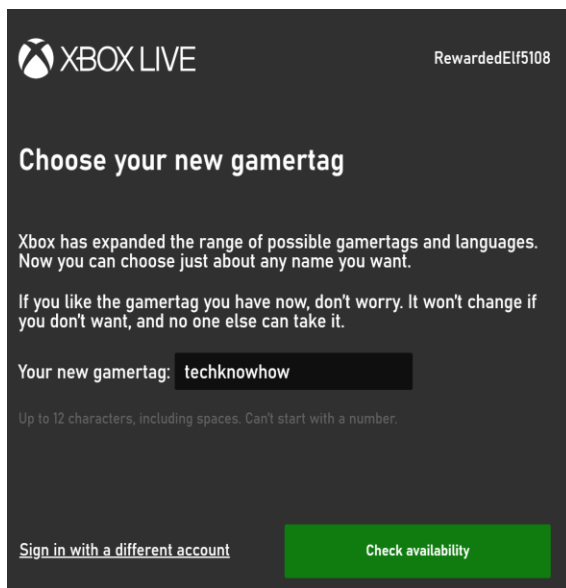 XBOX LIVE
RewardedElf5108
Choose your new gamertag
Xbox has expanded the range of possible gamertags and languages.
Now you can choose just about any name you want.
If you like the gamertag you have now, don't worry. It won't change if
you don't want, and no one else can take it.
Your new gamertag: techknowhow
Up to 12 characters, including spaces. Can't start with a number.
Sign in with a different account
Check availability